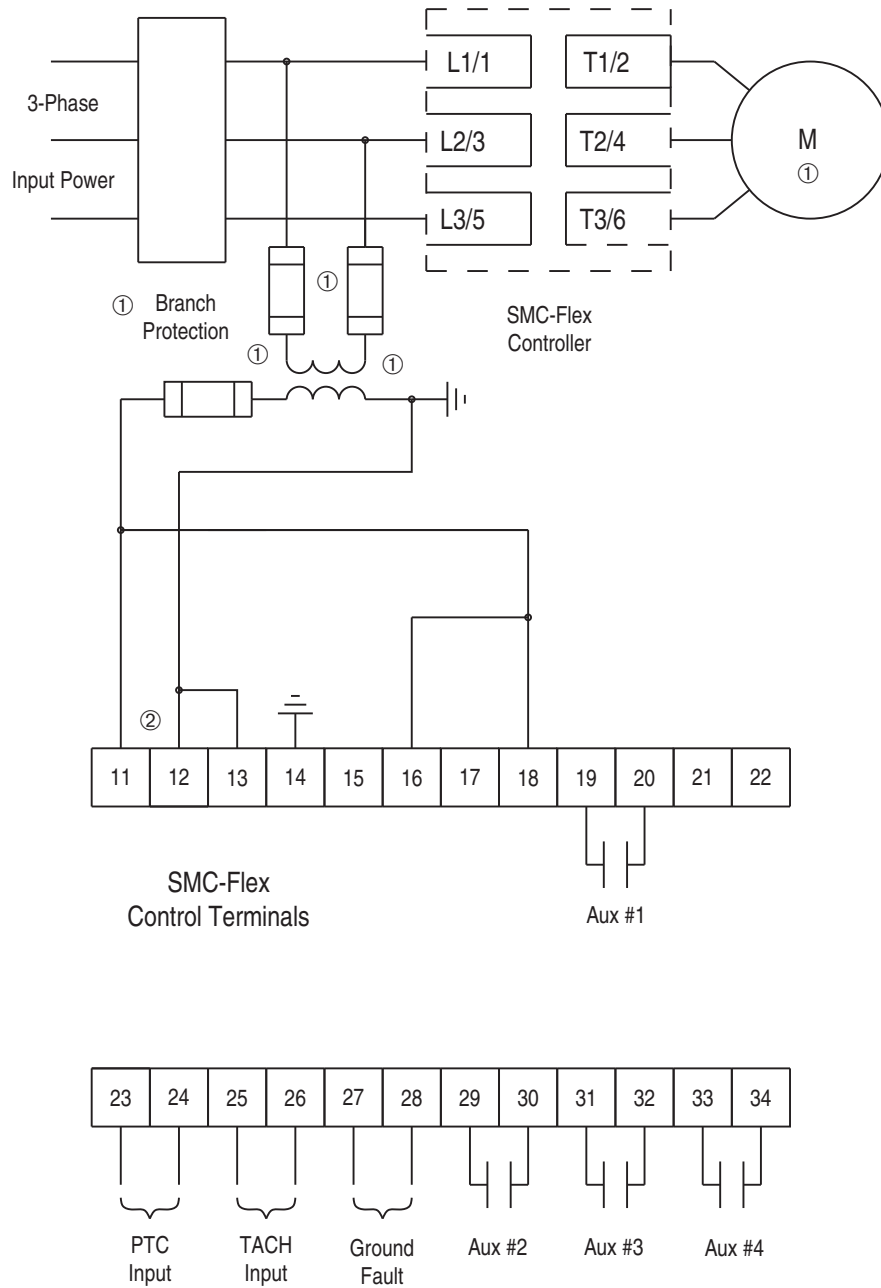 L1/1 T1/2
3-Phase
L2/3 T2/4 M
①
Input Power
L3/5 T3/6
① Branch
Protection
①
SMC-Flex
Controller
① ①
②
11 12 13 14 15 16 17 18 19 20 21 22
SMC-Flex
Control Terminals
Aux #1
23 24 25 26 27 28 29 30 31 32 33 34
PTC
Input
TACH
Input
Ground
Fault
Aux #2 Aux #3 Aux #4